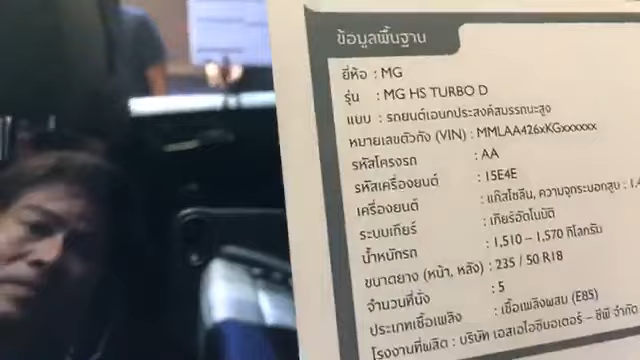 ข้อมูลพื้นฐาน
ยี่ห้อ : MG
รุ่น : MG HS TURBO D
แบบ : รถยนต์เอนกประสงค์สมรรถนะสูง
หมายเลขตัวถัง (VIN) : MMLAA426xKGxxxxxx
รหัสโครงรถ : AA
รหัสเครื่องยนต์ : 15E4E
เครื่องยนต์ : แก๊สโซลีน, ความจุกระบอกสูบ : 1.4
ระบบเกียร์ : เกียร์อัตโนมัติ
น้ำหนักรถ : 1,510 – 1,570 กิโลกรัม
ขนาดยาง (หน้า, หลัง) : 235 / 50 R18
จำนวนที่นั่ง : 5
ประเภทเชื้อเพลิง : เชื้อเพลิงผสม (E85)
โรงงานที่ผลิต : บริษัท เอสเอไอซีมอเตอร์ – ซีพี จำกัด